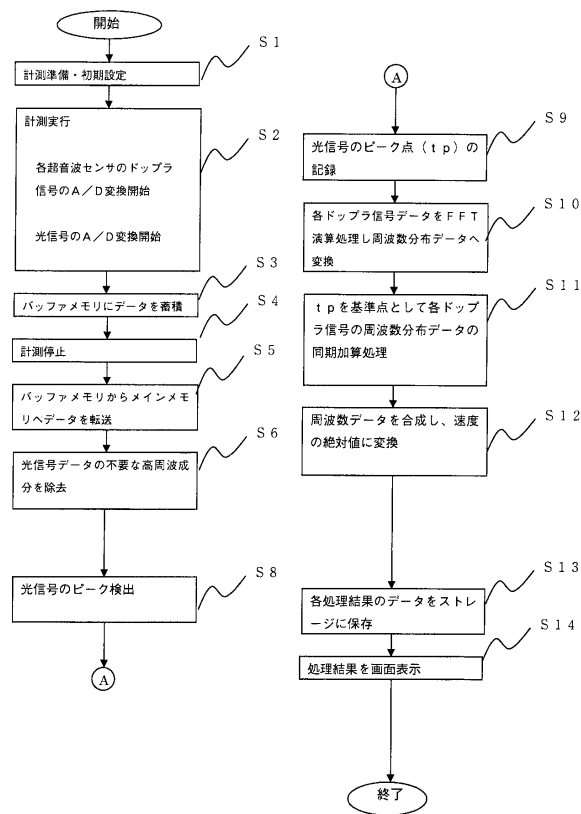 開始
S1
計測準備・初期設定
S2
計測実行
各超音波センサのドップラ
信号のA/D変換開始
光信号のA/D変換開始
S3
バッファメモリにデータを蓄積
S4
計測停止
S5
バッファメモリからメインメモ
リへデータを転送
S6
光信号データの不要な高周波成
分を除去
S8
光信号のピーク検出
A
A
S9
光信号のピーク点(tp)の
記録
S10
各ドップラ信号データをFFT
演算処理し周波数分布データへ
変換
S11
tpを基準点として各ドップ
ラ信号の周波数分布データの
同期加算処理
S12
周波数データを合成し、速度
の絶対値に変換
S13
各処理結果のデータをストレ
ージに保存
S14
処理結果を画面表示
終了